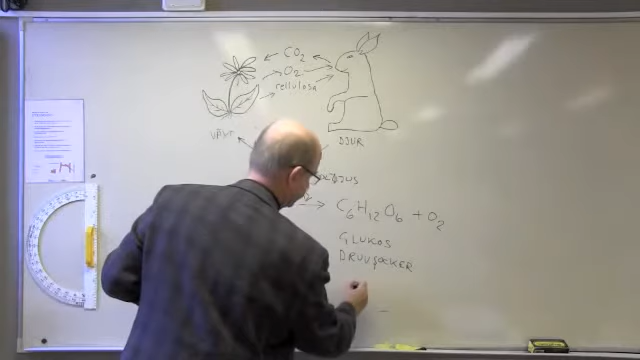 CO2
O2
cellulosa
VÄXT
DJUR
C6H12O6 + O2
GLUKOS
DRUVSOCKER